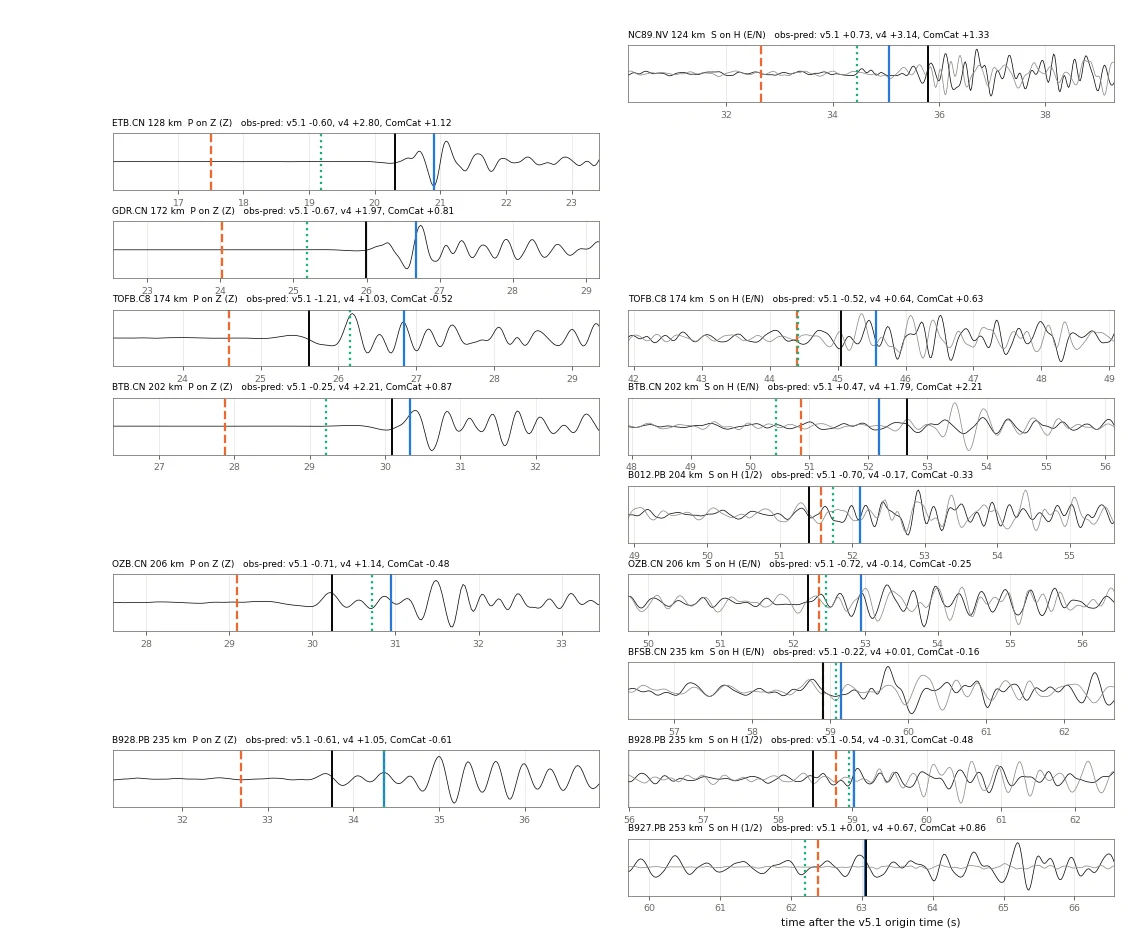 NC89.NV 124 km  S on H (E/N)   obs-pred: v5.1 +0.73, v4 +3.14, ComCat +1.33
32 34 36 38
ETB.CN 128 km  P on Z (Z)   obs-pred: v5.1 -0.60, v4 +2.80, ComCat +1.12
17 18 19 20 21 22 23
GDR.CN 172 km  P on Z (Z)   obs-pred: v5.1 -0.67, v4 +1.97, ComCat +0.81
23 24 25 26 27 28 29
TOFB.C8 174 km  P on Z (Z)   obs-pred: v5.1 -1.21, v4 +1.03, ComCat -0.52
24 25 26 27 28 29
TOFB.C8 174 km  S on H (E/N)   obs-pred: v5.1 -0.52, v4 +0.64, ComCat +0.63
42 43 44 45 46 47 48 49
BTB.CN 202 km  P on Z (Z)   obs-pred: v5.1 -0.25, v4 +2.21, ComCat +0.87
27 28 29 30 31 32
BTB.CN 202 km  S on H (E/N)   obs-pred: v5.1 +0.47, v4 +1.79, ComCat +2.21
48 49 50 51 52 53 54 55 56
B012.PB 204 km  S on H (1/2)   obs-pred: v5.1 -0.70, v4 -0.17, ComCat -0.33
49 50 51 52 53 54 55
OZB.CN 206 km  P on Z (Z)   obs-pred: v5.1 -0.71, v4 +1.14, ComCat -0.48
28 29 30 31 32 33
OZB.CN 206 km  S on H (E/N)   obs-pred: v5.1 -0.72, v4 -0.14, ComCat -0.25
50 51 52 53 54 55 56
BFSB.CN 235 km  S on H (E/N)   obs-pred: v5.1 -0.22, v4 +0.01, ComCat -0.16
57 58 59 60 61 62
B928.PB 235 km  P on Z (Z)   obs-pred: v5.1 -0.61, v4 +1.05, ComCat -0.61
32 33 34 35 36
B928.PB 235 km  S on H (1/2)   obs-pred: v5.1 -0.54, v4 -0.31, ComCat -0.48
56 57 58 59 60 61 62
B927.PB 253 km  S on H (1/2)   obs-pred: v5.1 +0.01, v4 +0.67, ComCat +0.86
60 61 62 63 64 65 66
time after the v5.1 origin time (s)